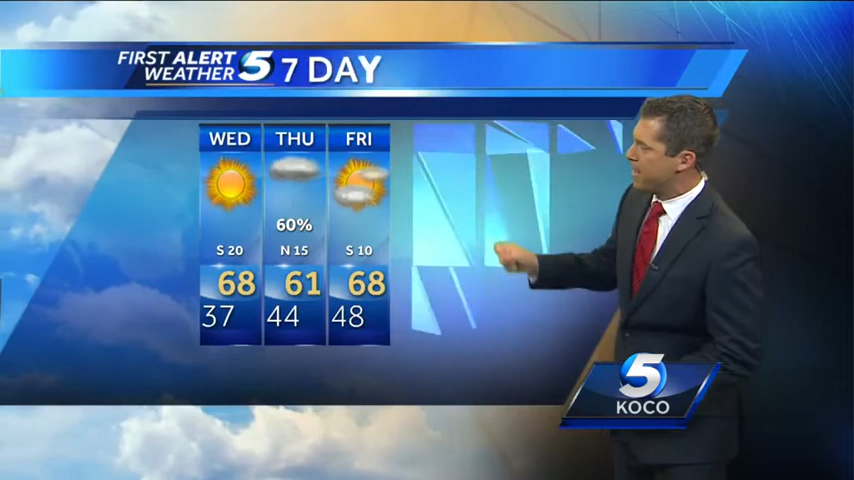 FIRST ALERT
WEATHER 5 7 DAY
WED THU FRI
60%
S 20 N 15 S 10
68 61 68
37 44 48
5
KOCO